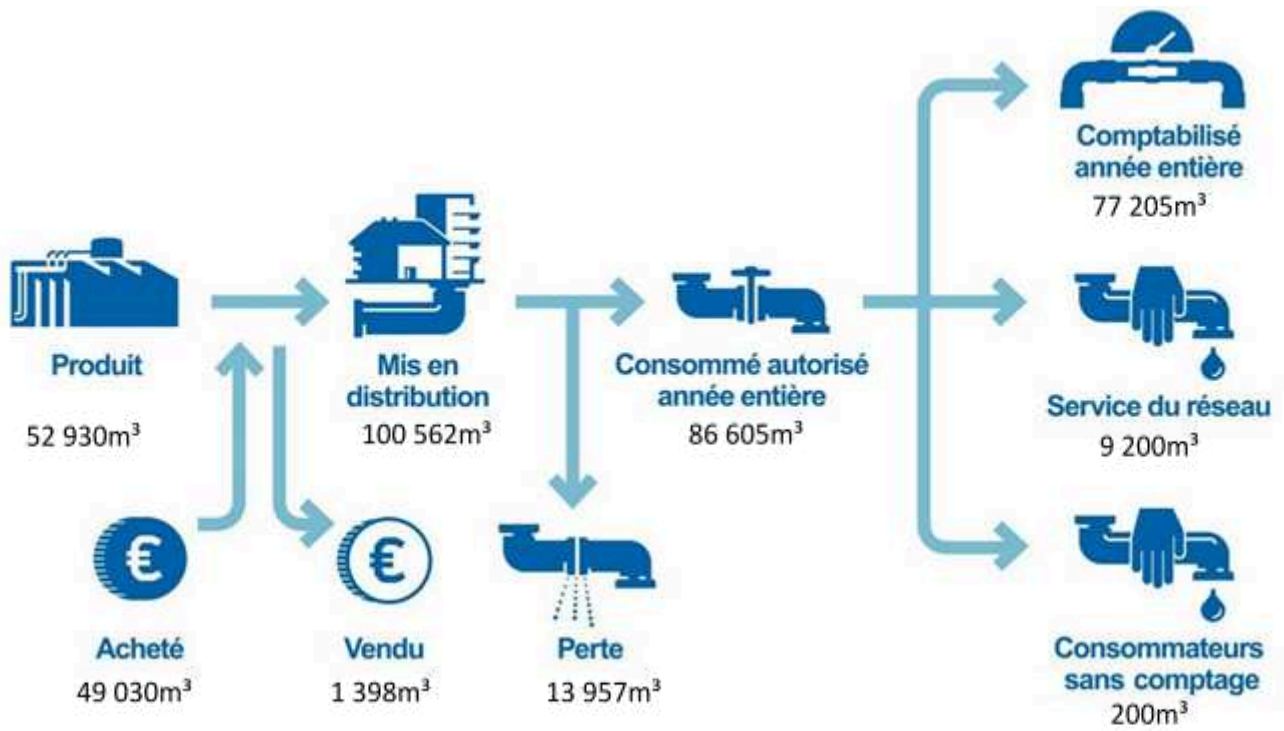 Comptabilisé
année entière
77 205m³
Produit
52 930m³
Mis en
distribution
100 562m³
Consommé autorisé
année entière
86 605m³
Service du réseau
9 200m³
€
Acheté
49 030m³
€
Vendu
1 398m³
Perte
13 957m³
Consommateurs
sans comptage
200m³